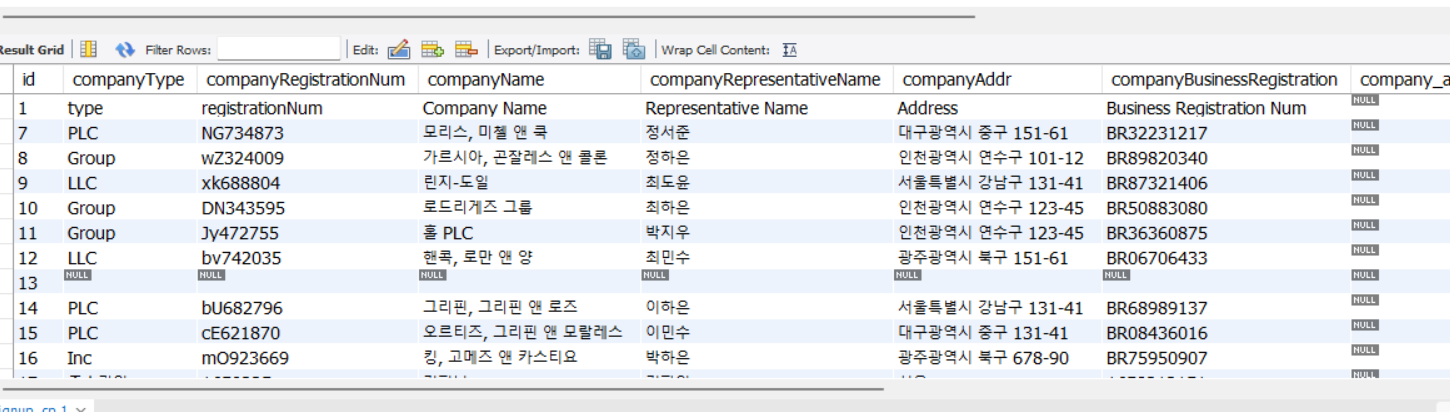 Result Grid Filter Rows: Edit: Export/Import: Wrap Cell Content:
id companyType companyRegistrationNum companyName companyRepresentativeName companyAddr companyBusinessRegistration company_a
1 type registrationNum Company Name Representative Name Address Business Registration Num NULL
7 PLC NG734873 모리스, 미첼 앤 쿡 정서준 대구광역시 중구 151-61 BR32231217 NULL
8 Group wZ324009 가르시아, 곤잘레스 앤 콜론 정하은 인천광역시 연수구 101-12 BR89820340 NULL
9 LLC xk688804 린지-도일 최도윤 서울특별시 강남구 131-41 BR87321406 NULL
10 Group DN343595 로드리게즈 그룹 최하은 인천광역시 연수구 123-45 BR50883080 NULL
11 Group Jy472755 홀 PLC 박지우 인천광역시 연수구 123-45 BR36360875 NULL
12 LLC bv742035 핸콕, 로만 앤 양 최민수 광주광역시 북구 151-61 BR06706433 NULL
13 NULL NULL NULL NULL NULL NULL NULL
14 PLC bU682796 그리핀, 그리핀 앤 로즈 이하은 서울특별시 강남구 131-41 BR68989137 NULL
15 PLC cE621870 오르티즈, 그리핀 앤 모랄레스 이민수 대구광역시 중구 131-41 BR08436016 NULL
16 Inc mO923669 킹, 고메즈 앤 카스티요 박하은 광주광역시 북구 678-90 BR75950907 NULL
NULL